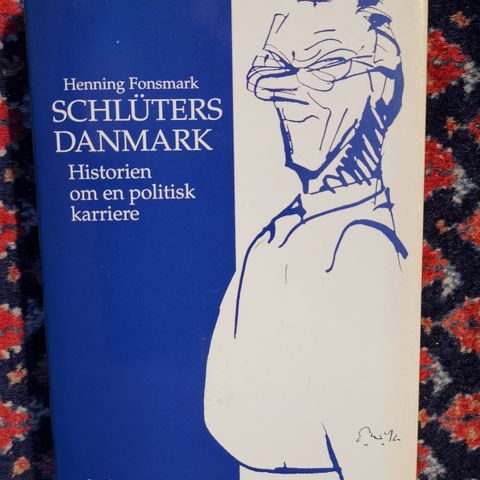 Henning Fonsmark
SCHLÜTERS
DANMARK
Historien
om en politisk
karriere